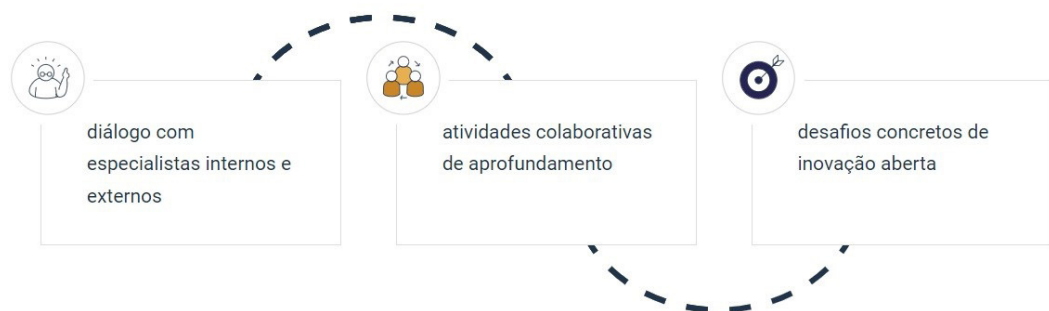 diálogo com
especialistas internos e
externos
atividades colaborativas
de aprofundamento
desafios concretos de
inovação aberta